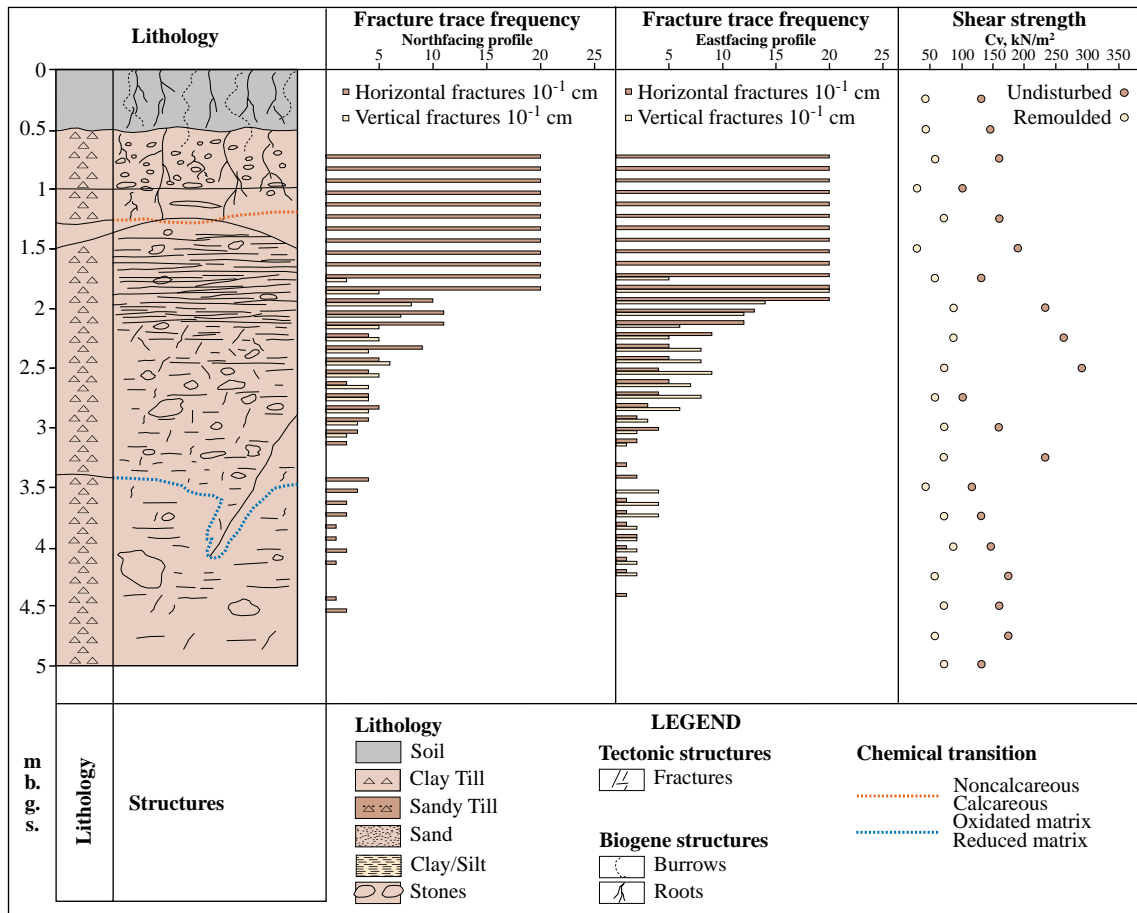 Lithology
Fracture trace frequency
Northfacing profile
5 10 15 20 25
Fracture trace frequency
Eastfacing profile
5 10 15 20 25
Shear strength
Cv, kN/m²
50 100 150 200 250 300 350
Horizontal fractures 10⁻¹ cm
Vertical fractures 10⁻¹ cm
Horizontal fractures 10⁻¹ cm
Vertical fractures 10⁻¹ cm
Undisturbed
Remoulded
0
0.5
1
1.5
2
2.5
3
3.5
4
4.5
5
m
b.
g.
s.
Lithology
Structures
Lithology
Soil
Clay Till
Sandy Till
Sand
Clay/Silt
Stones
LEGEND
Tectonic structures
Fractures
Biogene structures
Burrows
Roots
Chemical transition
Noncalcareous
Calcareous
Oxidated matrix
Reduced matrix